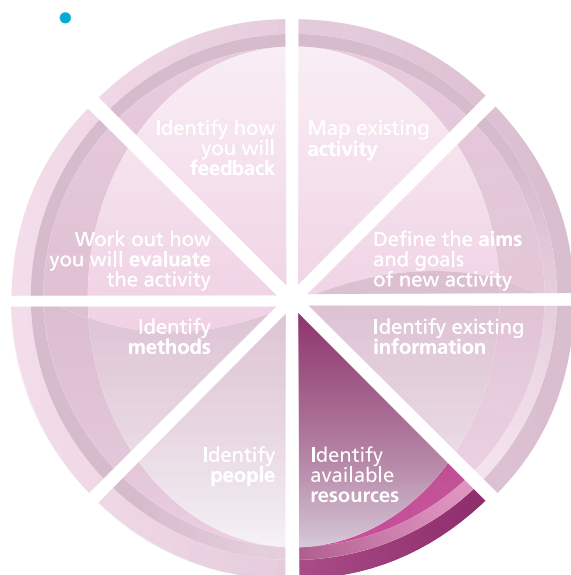 Identify how
you will
feedback
Map existing
activity
Work out how
you will evaluate
the activity
Define the aims
and goals
of new activity
Identify
methods
Identify existing
information
Identify
people
Identify
available
resources